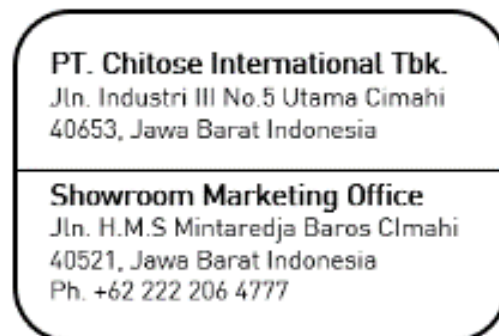 PT. Chitose International Tbk.
Jln. Industri III No.5 Utama Cimahi
40653, Jawa Barat Indonesia
Showroom Marketing Office
Jln. H.M.S Mintaredja Baros CImahi
40521, Jawa Barat Indonesia
Ph. +62 222 206 4777